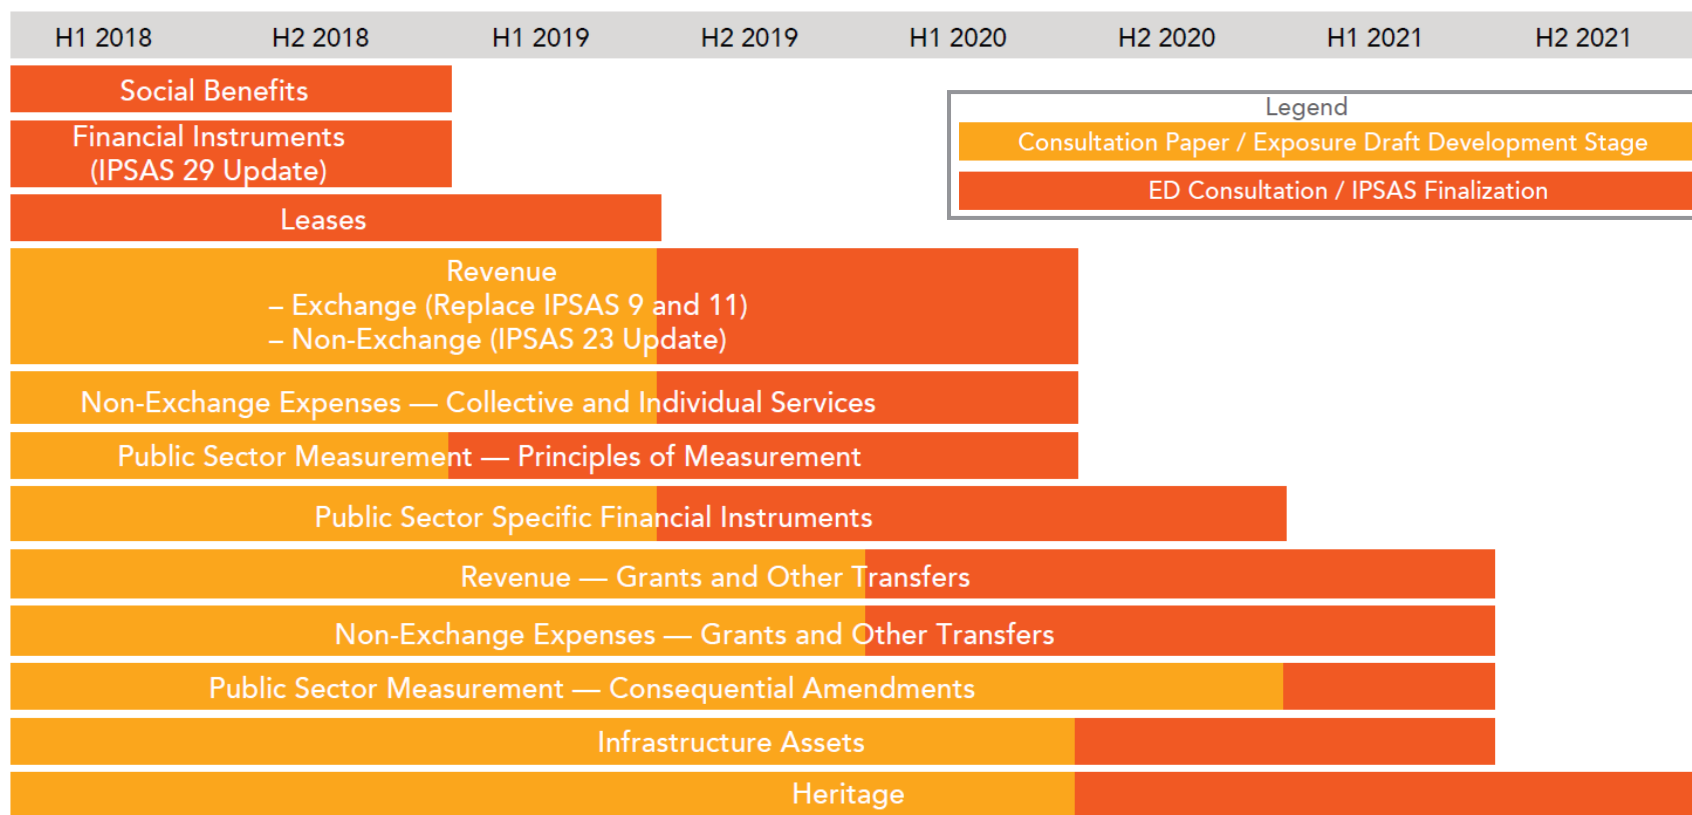 H1 2018 H2 2018 H1 2019 H2 2019 H1 2020 H2 2020 H1 2021 H2 2021
Social Benefits
Financial Instruments
(IPSAS 29 Update)
Legend
Consultation Paper / Exposure Draft Development Stage
ED Consultation / IPSAS Finalization
Leases
Revenue
– Exchange (Replace IPSAS 9 and 11)
– Non-Exchange (IPSAS 23 Update)
Non-Exchange Expenses — Collective and Individual Services
Public Sector Measurement — Principles of Measurement
Public Sector Specific Financial Instruments
Revenue — Grants and Other Transfers
Non-Exchange Expenses — Grants and Other Transfers
Public Sector Measurement — Consequential Amendments
Infrastructure Assets
Heritage